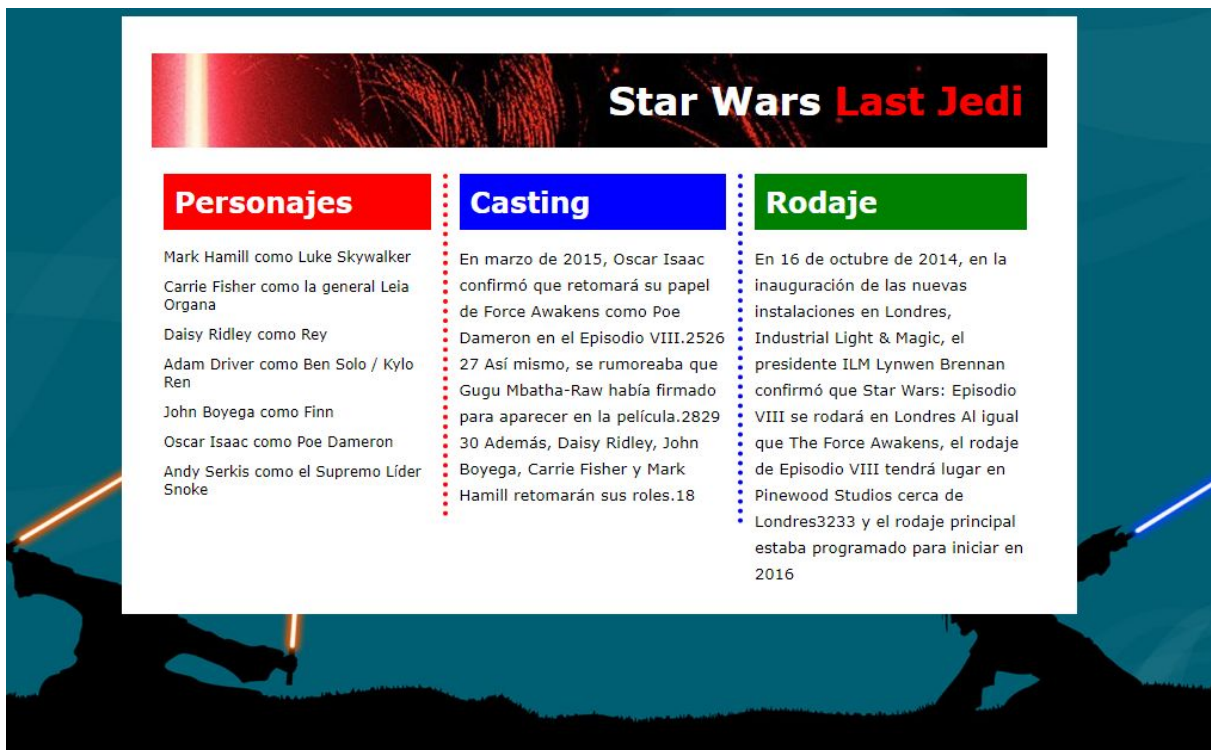 Star Wars Last Jedi
Personajes
Mark Hamill como Luke Skywalker
Carrie Fisher como la general Leia
Organa
Daisy Ridley como Rey
Adam Driver como Ben Solo / Kylo
Ren
John Boyega como Finn
Oscar Isaac como Poe Dameron
Andy Serkis como el Supremo Líder
Snoke
Casting
En marzo de 2015, Oscar Isaac
confirmó que retomará su papel
de Force Awakens como Poe
Dameron en el Episodio VIII.2526
27 Así mismo, se rumoreaba que
Gugu Mbatha-Raw había firmado
para aparecer en la película.2829
30 Además, Daisy Ridley, John
Boyega, Carrie Fisher y Mark
Hamill retomarán sus roles.18
Rodaje
En 16 de octubre de 2014, en la
inauguración de las nuevas
instalaciones en Londres,
Industrial Light & Magic, el
presidente ILM Lynwen Brennan
confirmó que Star Wars: Episodio
VIII se rodará en Londres Al igual
que The Force Awakens, el rodaje
de Episodio VIII tendrá lugar en
Pinewood Studios cerca de
Londres3233 y el rodaje principal
estaba programado para iniciar en
2016